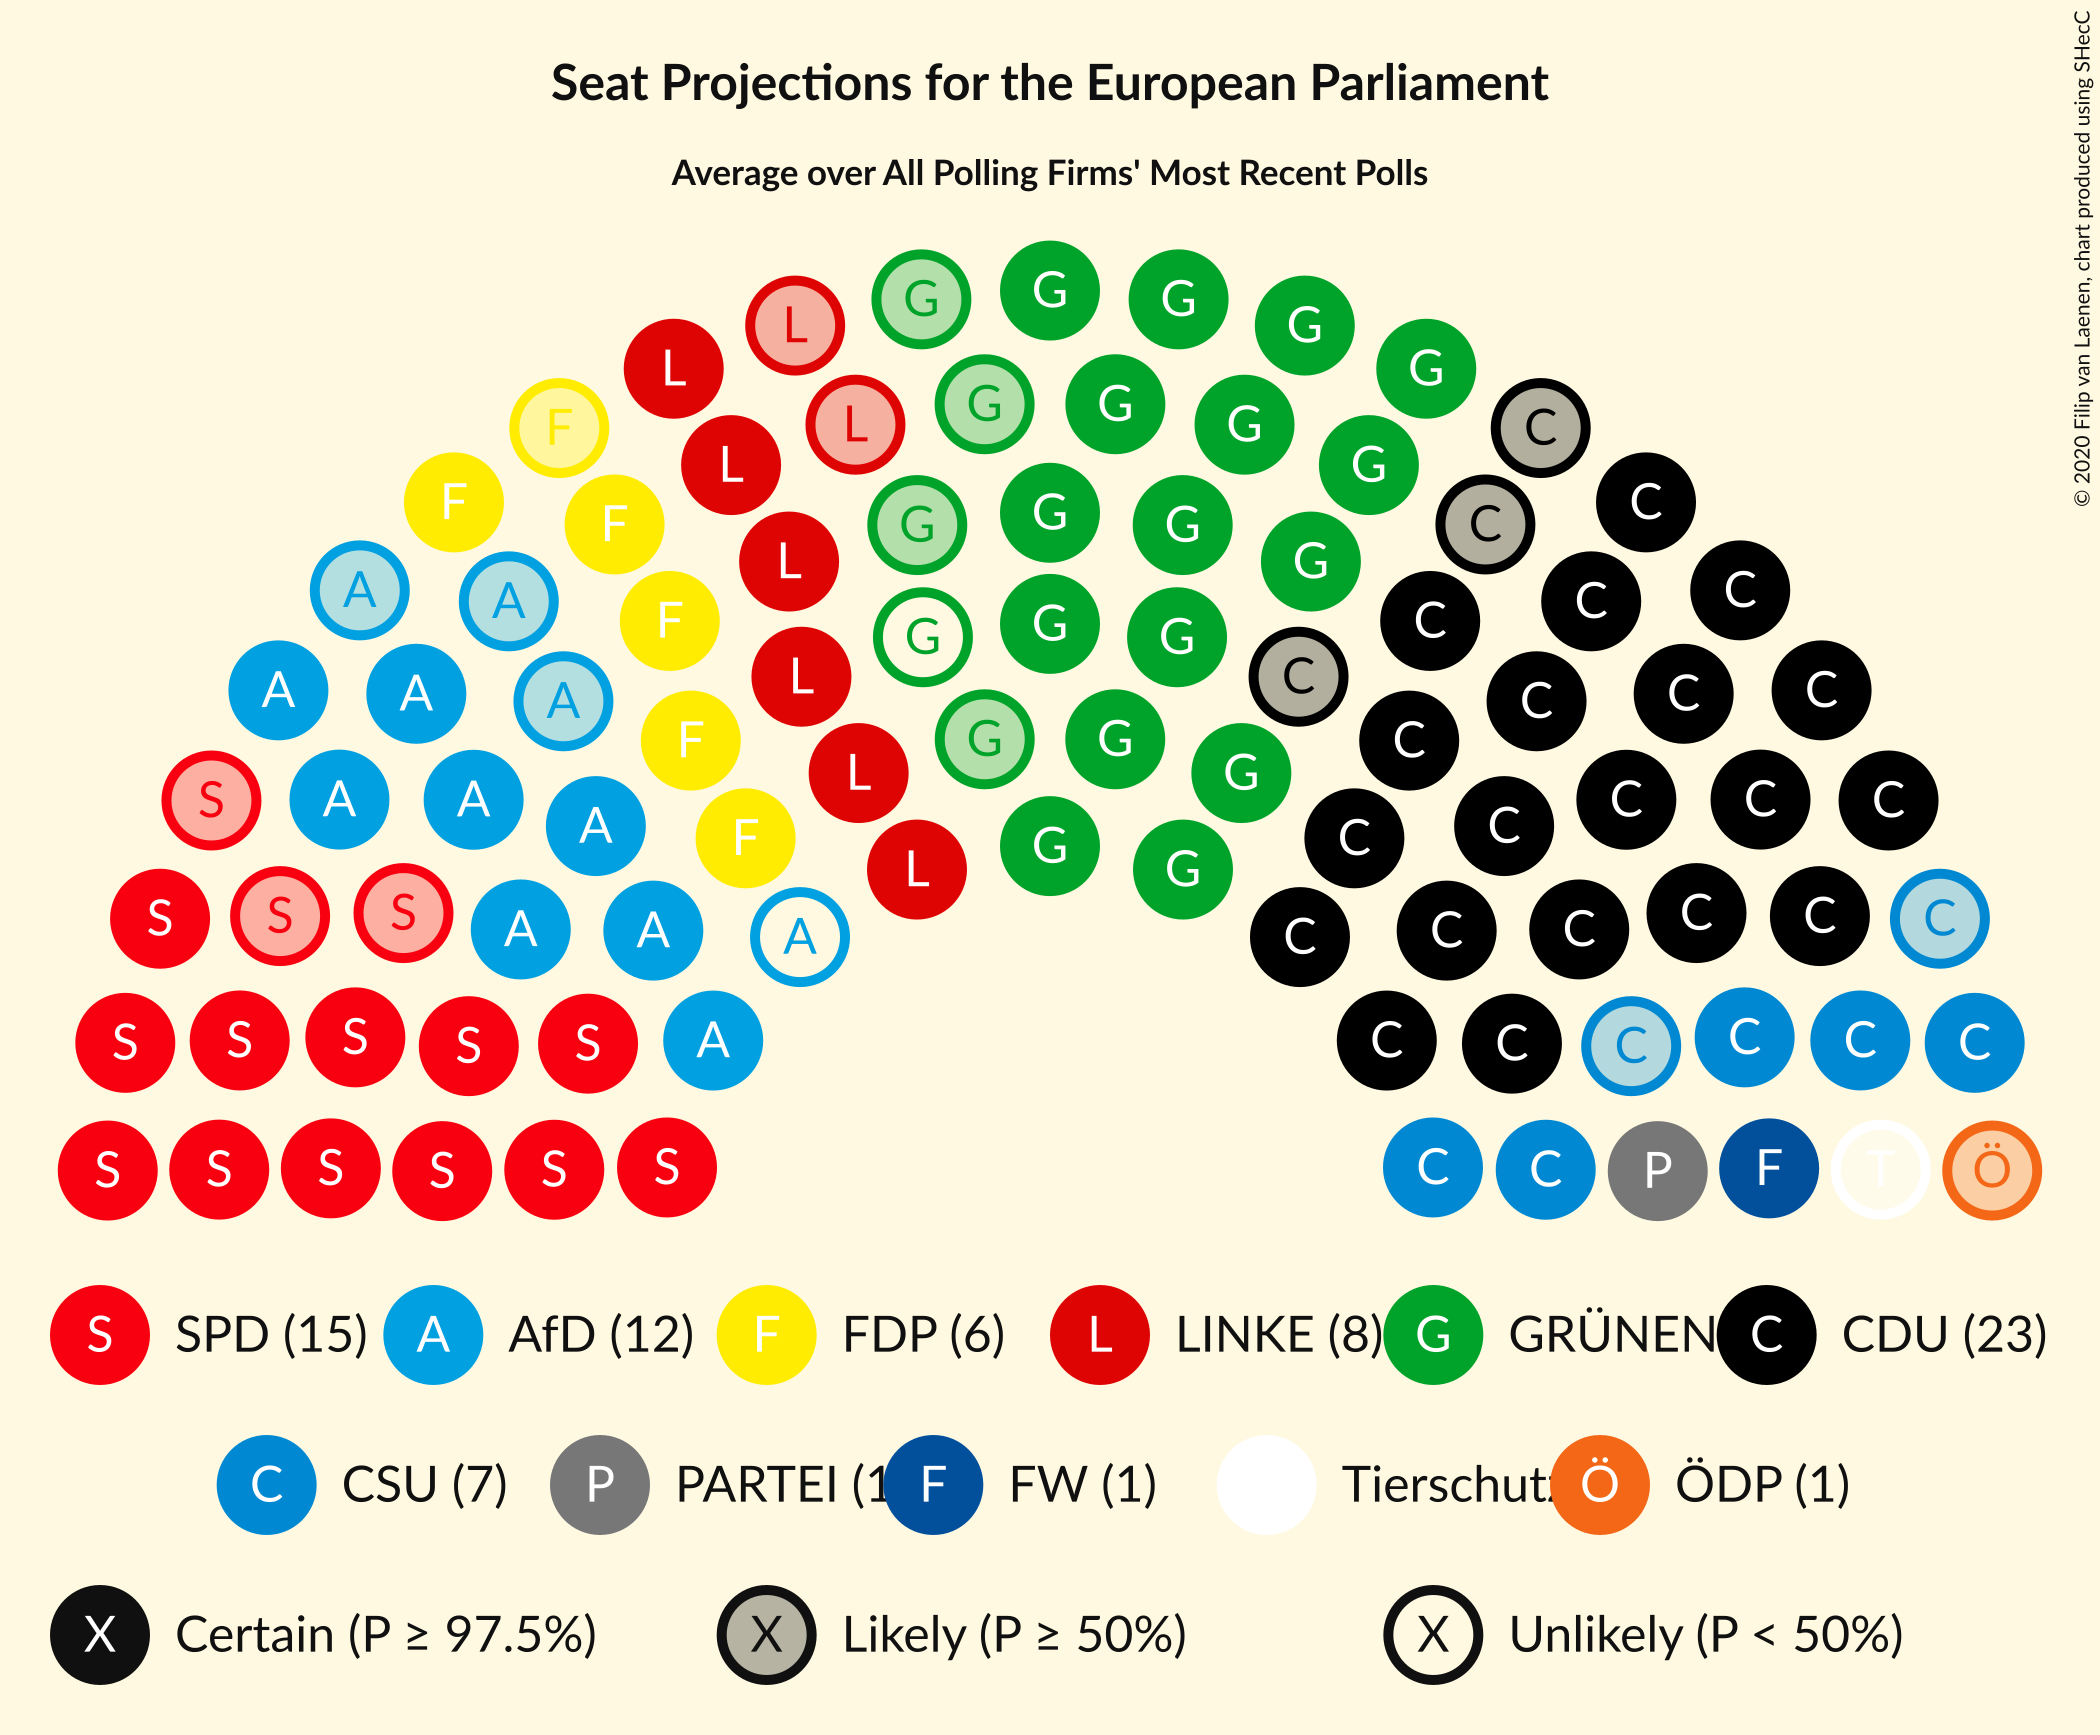 Seat Projections for the European Parliament
Average over All Polling Firms' Most Recent Polls
© 2020 Filip van Laenen, chart produced using SHecC
G G G G G
L L C
L G G G G C
F L L G G G G C C
F F L G G G C C C
A A F L G G G C C C C
A A A F L G G G C C C C
S A A A F L G G C C C C C
S S S A A A C C C C C C
S S S S S A C C C C C C
S S S S S S C C P F T Ö
S SPD (15) A AfD (12) F FDP (6) L LINKE (8) G GRÜNEN C CDU (23)
C CSU (7) P PARTEI (1 F FW (1) Tierschutz Ö ÖDP (1)
X Certain (P ≥ 97.5%) X Likely (P ≥ 50%) X Unlikely (P < 50%)